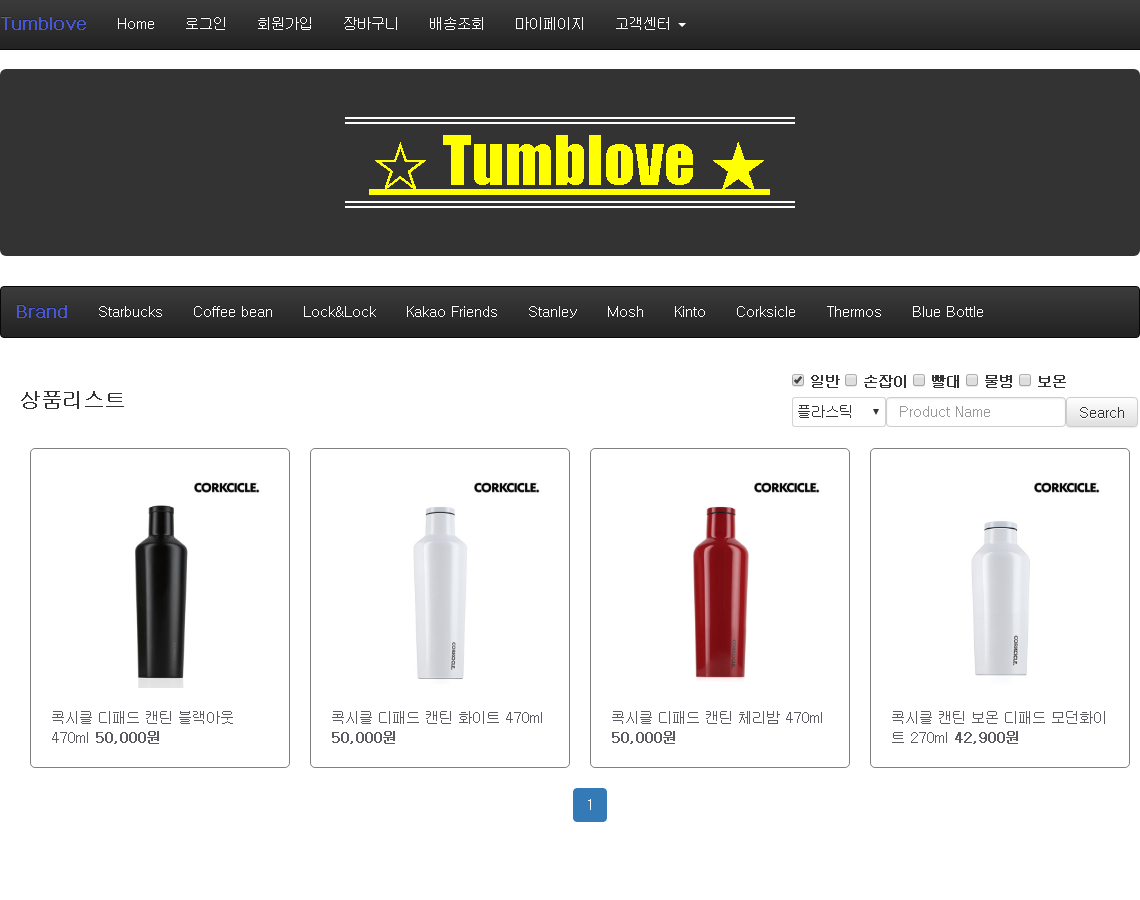 Tumblove Home 로그인 회원가입 장바구니 배송조회 마이페이지 고객센터
☆ Tumblove ★
Brand Starbucks Coffee bean Lock&Lock Kakao Friends Stanley Mosh Kinto Corksicle Thermos Blue Bottle
일반 손잡이 빨대 물병 보온
상품리스트
플라스틱 Product Name Search
CORKCICLE.
콕시클 디패드 캔틴 블랙아웃
470ml 50,000원
CORKCICLE.
CORKCICLE.
콕시클 디패드 캔틴 화이트 470ml
50,000원
CORKCICLE.
CORKCICLE.
콕시클 디패드 캔틴 체리밤 470ml
50,000원
CORKCICLE.
CORKCICLE.
콕시클 캔틴 보온 디패드 모던화이
트 270ml 42,900원
1